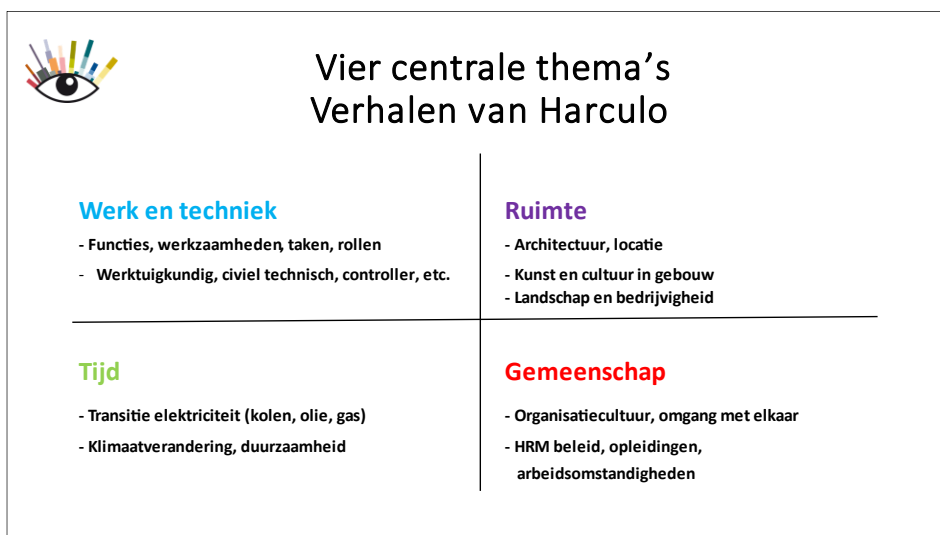 Vier centrale thema’s
Verhalen van Harculo
Werk en techniek
- Functies, werkzaamheden, taken, rollen
- Werktuigkundig, civiel technisch, controller, etc.
Ruimte
- Architectuur, locatie
- Kunst en cultuur in gebouw
- Landschap en bedrijvigheid
Tijd
- Transitie elektriciteit (kolen, olie, gas)
- Klimaatverandering, duurzaamheid
Gemeenschap
- Organisatiecultuur, omgang met elkaar
- HRM beleid, opleidingen,
arbeidsomstandigheden